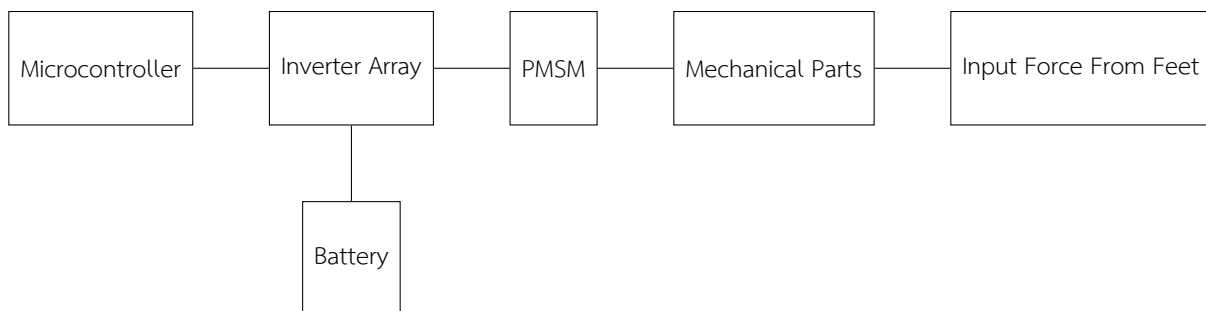 Microcontroller
Inverter Array
PMSM
Mechanical Parts
Input Force From Feet
Battery